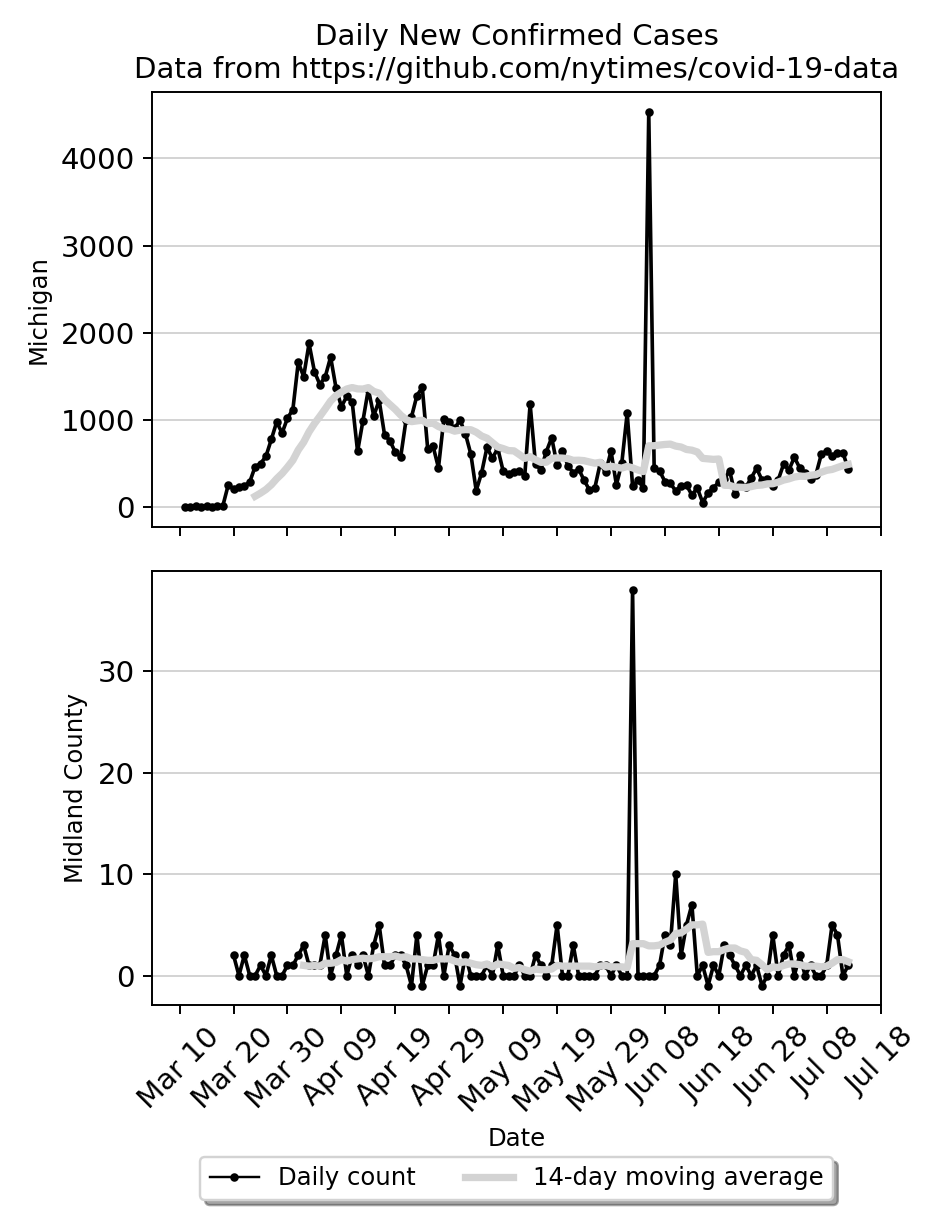 Daily New Confirmed Cases
Data from https://github.com/nytimes/covid-19-data
4000
3000
2000
1000
0
Michigan
30
20
10
0
Midland County
Mar 10
Mar 20
Mar 30
Apr 09
Apr 19
Apr 29
May 09
May 19
May 29
Jun 08
Jun 18
Jun 28
Jul 08
Jul 18
Date
Daily count
14-day moving average